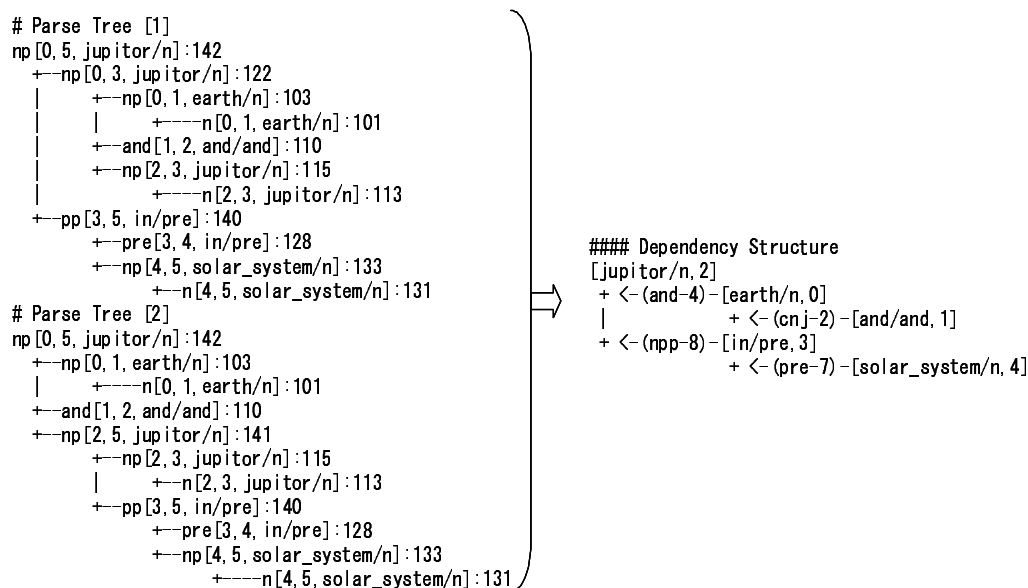 # Parse Tree [1]
np[0,5,jupitor/n]:142
+--np[0,3,jupitor/n]:122
| +--np[0,1,earth/n]:103
| | +----n[0,1,earth/n]:101
| +--and[1,2,and/and]:110
| +--np[2,3,jupitor/n]:115
| +----n[2,3,jupitor/n]:113
+--pp[3,5,in/pre]:140
+--pre[3,4,in/pre]:128
+--np[4,5,solar_system/n]:133
+--n[4,5,solar_system/n]:131
# Parse Tree [2]
np[0,5,jupitor/n]:142
+--np[0,1,earth/n]:103
| +----n[0,1,earth/n]:101
+--and[1,2,and/and]:110
+--np[2,5,jupitor/n]:141
+--np[2,3,jupitor/n]:115
| +--n[2,3,jupitor/n]:113
+--pp[3,5,in/pre]:140
+--pre[3,4,in/pre]:128
+--np[4,5,solar_system/n]:133
+----n[4,5,solar_system/n]:131
#### Dependency Structure
[jupitor/n,2]
+ <-(and-4)-[earth/n,0]
| + <-(cnj-2)-[and/and,1]
+ <-(npp-8)-[in/pre,3]
+ <-(pre-7)-[solar_system/n,4]